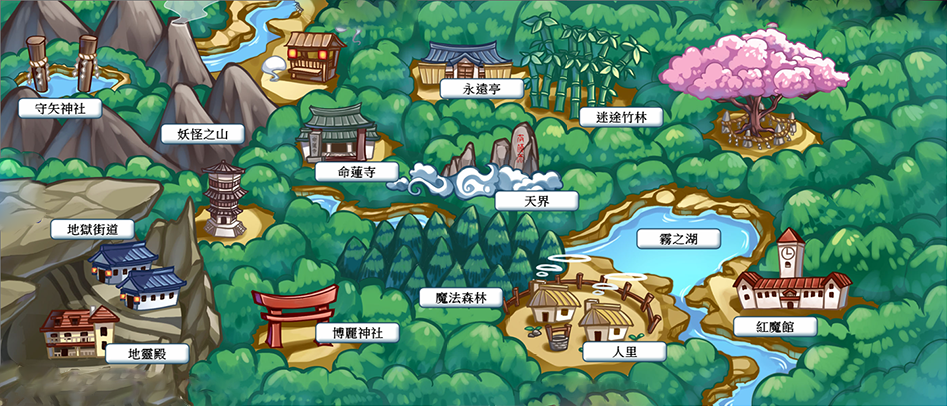 永遠亭
守矢神社
迷途竹林
妖怪之山
命蓮寺
天界
地獄街道
霧之湖
魔法森林
紅魔館
博麗神社
地靈殿
人里